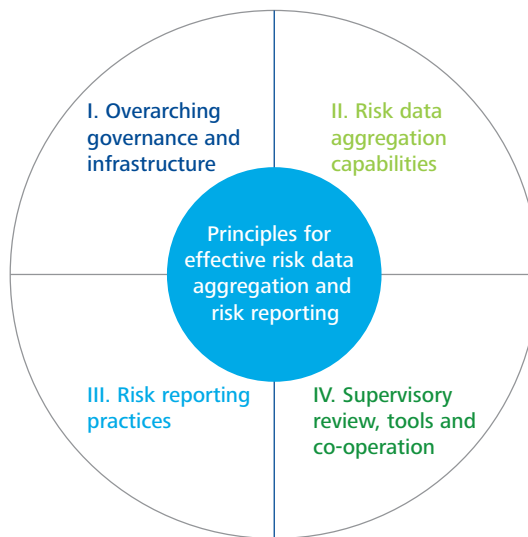 I. Overarching
governance and
infrastructure
II. Risk data
aggregation
capabilities
Principles for
effective risk data
aggregation and
risk reporting
III. Risk reporting
practices
IV. Supervisory
review, tools and
co-operation